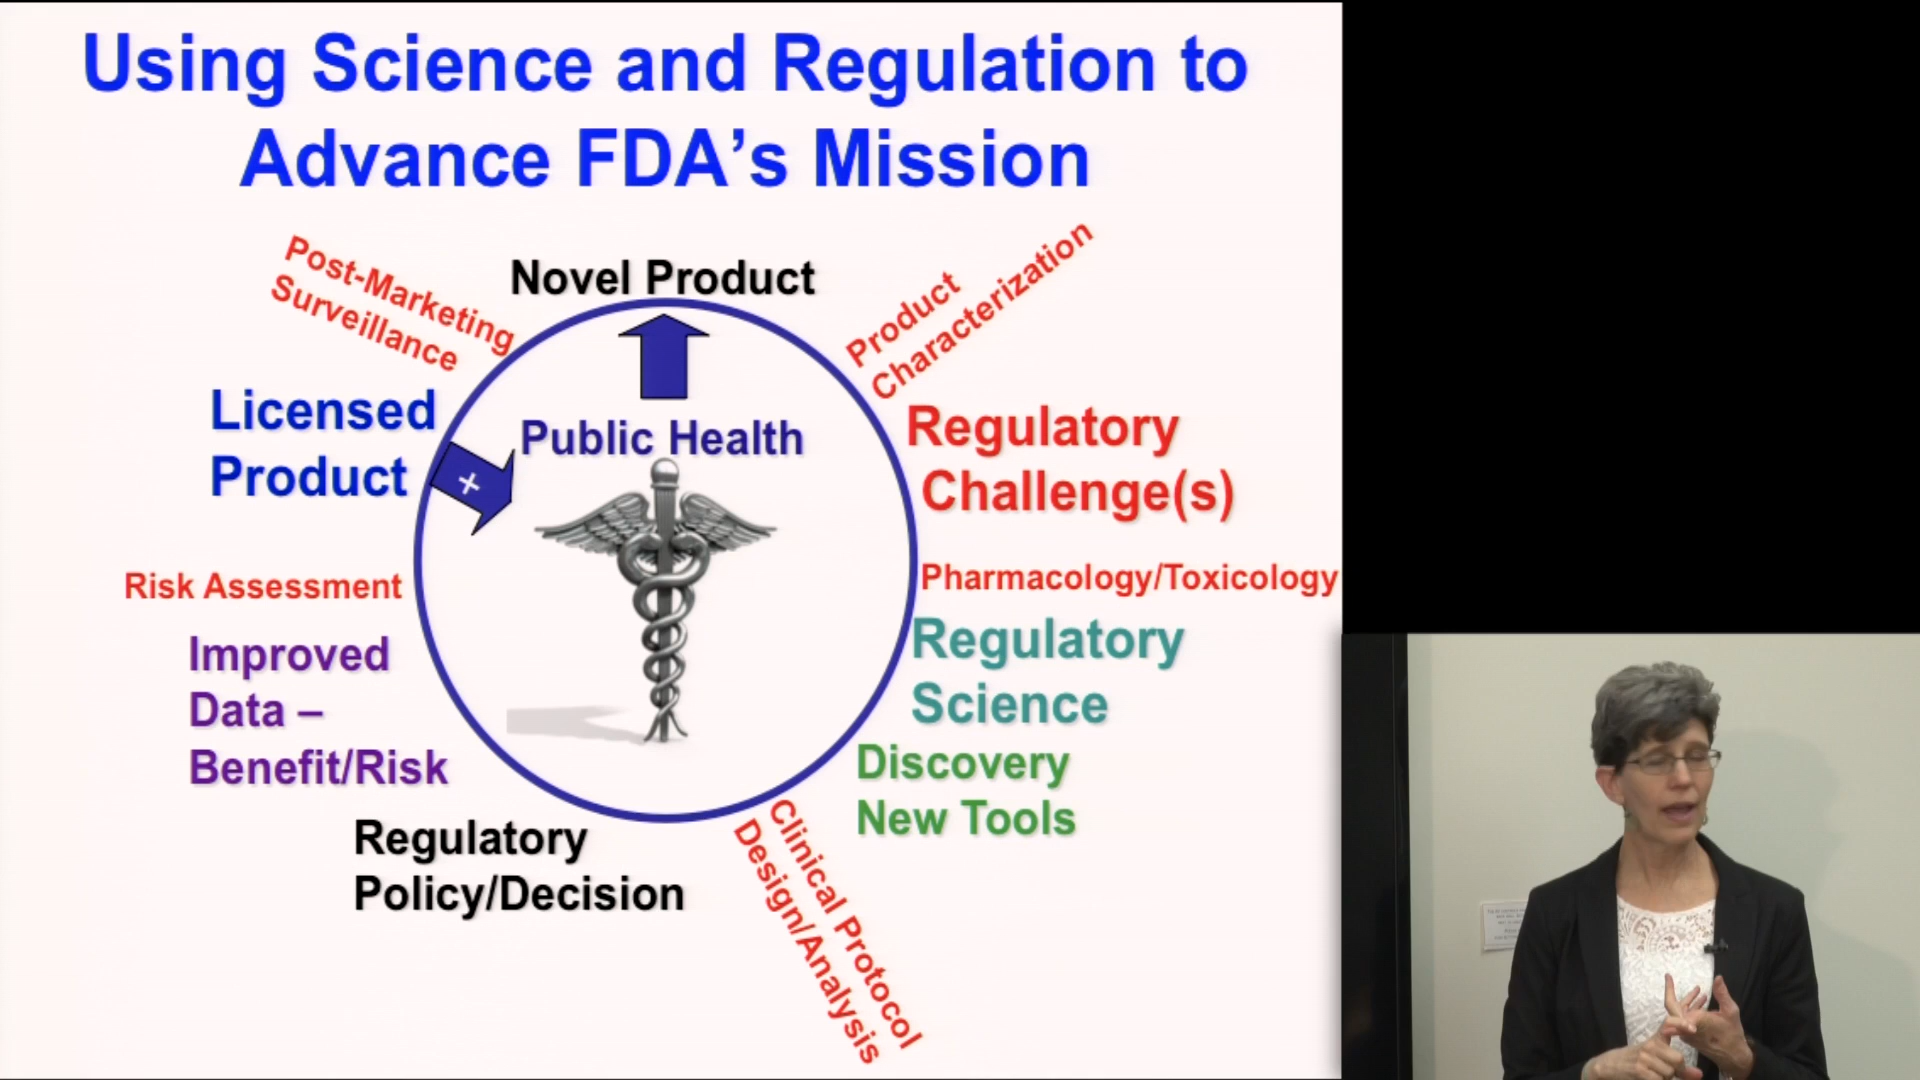 Using Science and Regulation to
Advance FDA’s Mission
Post-Marketing
Surveillance
Novel Product
Product
Characterization
Licensed
Product
+
Public Health
Regulatory
Challenge(s)
Risk Assessment
Pharmacology/Toxicology
Improved
Data –
Benefit/Risk
Regulatory
Science
Discovery
New Tools
Regulatory
Policy/Decision
Clinical Protocol
Design/Analysis